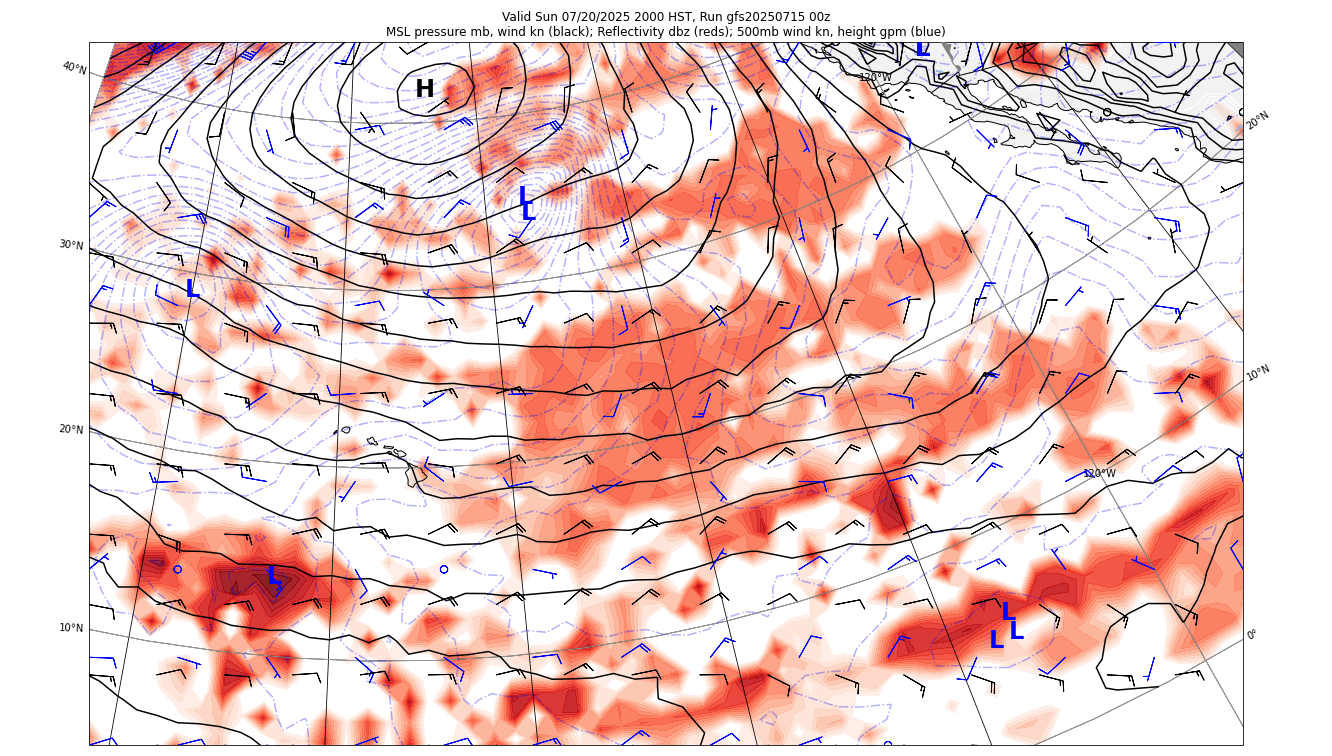 Valid Sun 07/20/2025 2000 HST, Run gfs20250715 00z
MSL pressure mb, wind kn (black); Reflectivity dbz (reds); 500mb wind kn, height gpm (blue)
L
40°N
120°W
H
20°N
L
L
30°N
L
10°N
20°N
120°W
L
L
10°N
L
L
0°